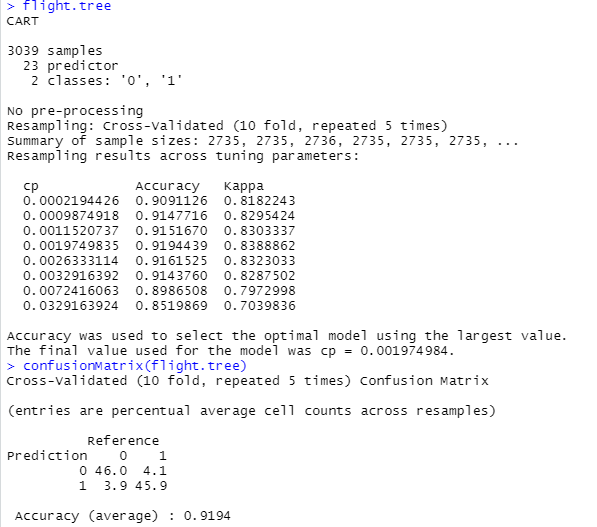 > flight.tree
CART

3039 samples
  23 predictor
   2 classes: '0', '1'

No pre-processing
Resampling: Cross-Validated (10 fold, repeated 5 times)
Summary of sample sizes: 2735, 2735, 2736, 2735, 2735, 2735, ...
Resampling results across tuning parameters:

  cp            Accuracy   Kappa
  0.0002194426  0.9091126  0.8182243
  0.0009874918  0.9147716  0.8295424
  0.0011520737  0.9151670  0.8303337
  0.0019749835  0.9194439  0.8388862
  0.0026333114  0.9161525  0.8323033
  0.0032916392  0.9143760  0.8287502
  0.0072416063  0.8986508  0.7972998
  0.0329163924  0.8519869  0.7039836

Accuracy was used to select the optimal model using the largest value.
The final value used for the model was cp = 0.001974984.
> confusionMatrix(flight.tree)
Cross-Validated (10 fold, repeated 5 times) Confusion Matrix

(entries are percentual average cell counts across resamples)

          Reference
Prediction    0    1
         0 46.0  4.1
         1  3.9 45.9

 Accuracy (average) : 0.9194